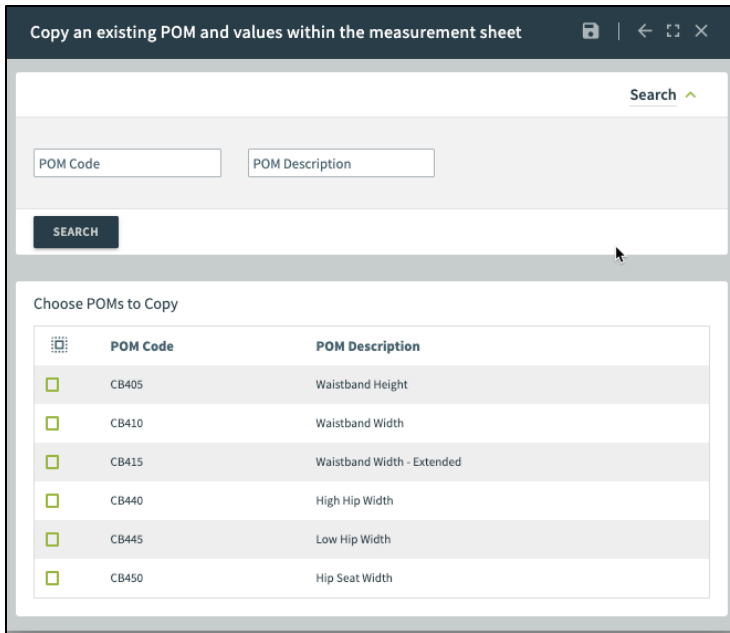 Copy an existing POM and values within the measurement sheet
Search
POM Code POM Description
SEARCH
Choose POMs to Copy
POM Code POM Description
CB405 Waistband Height
CB410 Waistband Width
CB415 Waistband Width - Extended
CB440 High Hip Width
CB445 Low Hip Width
CB450 Hip Seat Width